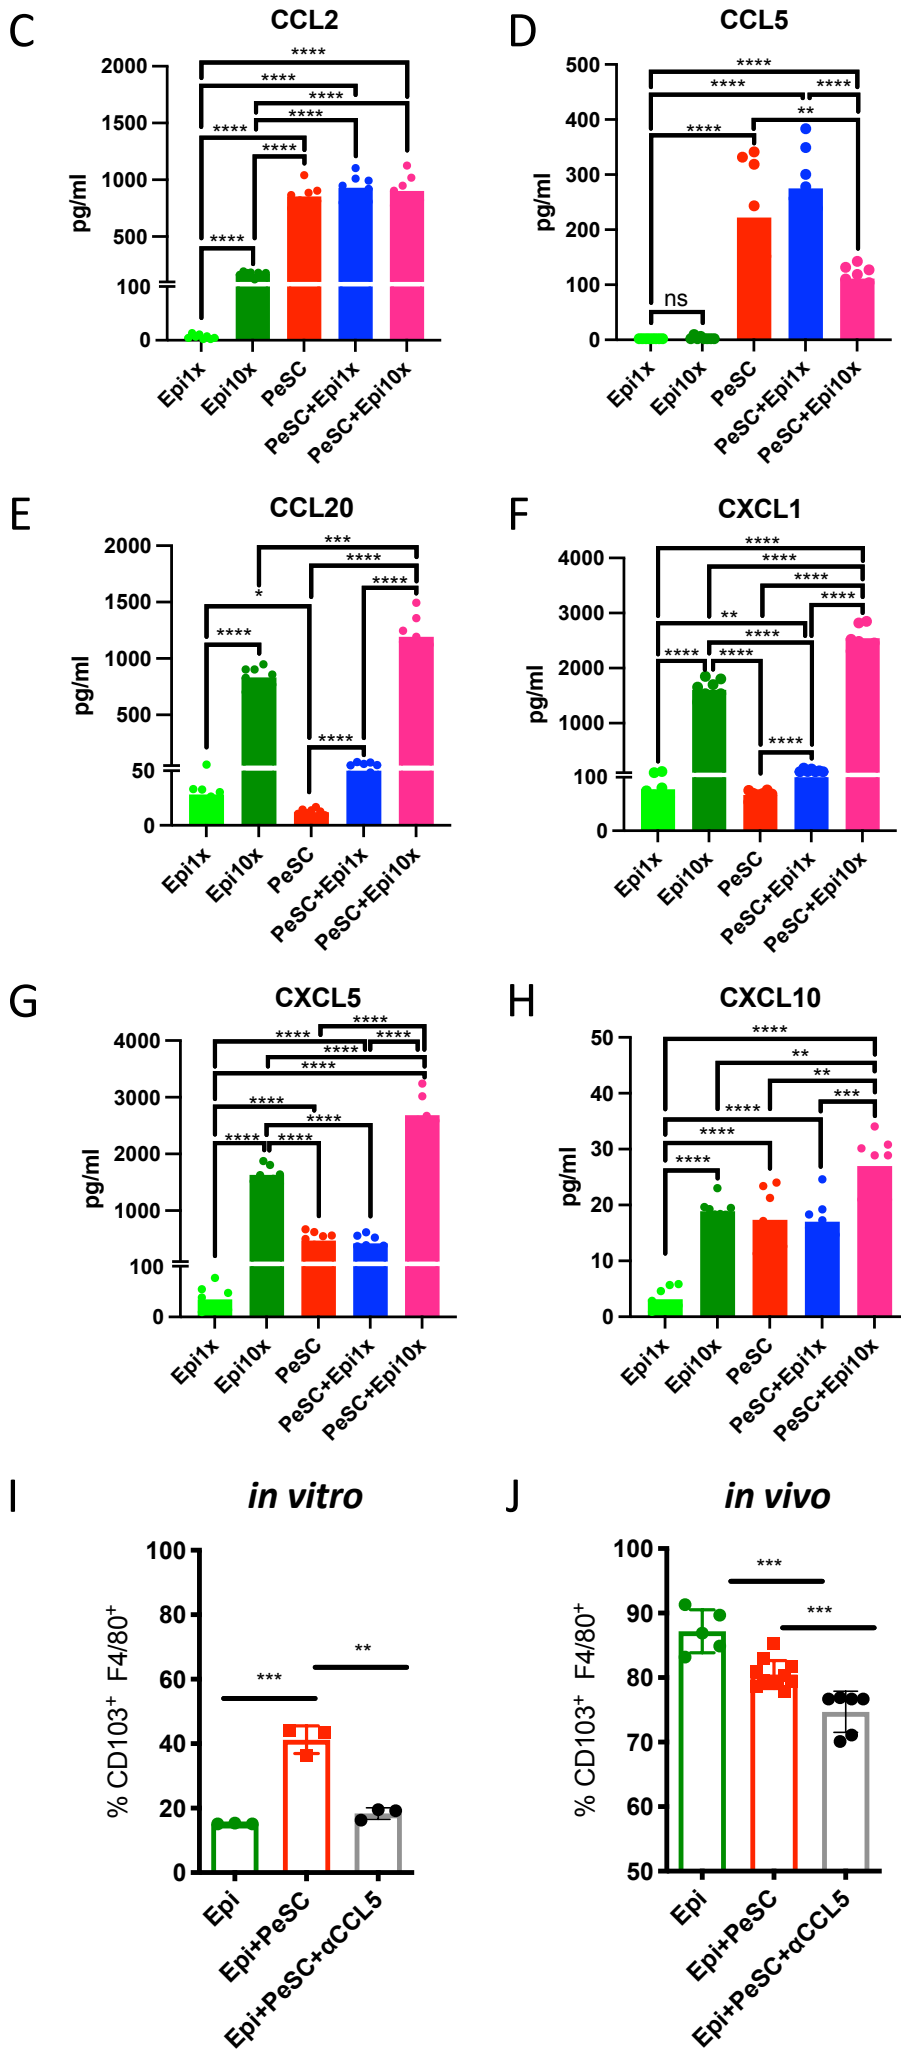 C
CCL2
pg/ml
2000
1500
1000
500
100
0
****
****
****
****
****
****
****
Epi1x
Epi10x
PeSC
PeSC+Epi1x
PeSC+Epi10x
D
CCL5
pg/ml
500
400
300
200
100
0
****
****
****
**
****
ns
Epi1x
Epi10x
PeSC
PeSC+Epi1x
PeSC+Epi10x
E
CCL20
pg/ml
2000
1500
1000
500
50
0
***
****
****
*
****
****
Epi1x
Epi10x
PeSC
PeSC+Epi1x
PeSC+Epi10x
F
CXCL1
pg/ml
4000
3000
2000
1000
100
0
****
****
****
****
**
****
****
****
****
Epi1x
Epi10x
PeSC
PeSC+Epi1x
PeSC+Epi10x
G
CXCL5
pg/ml
4000
3000
2000
1000
100
0
****
****
****
****
****
****
****
****
****
Epi1x
Epi10x
PeSC
PeSC+Epi1x
PeSC+Epi10x
H
CXCL10
pg/ml
50
40
30
20
10
0
****
**
**
***
****
****
****
Epi1x
Epi10x
PeSC
PeSC+Epi1x
PeSC+Epi10x
I
in vitro
% CD103⁺ F4/80⁺
100
80
60
40
20
0
***
**
Epi
Epi+PeSC
Epi+PeSC+αCCL5
J
in vivo
% CD103⁺ F4/80⁺
100
90
80
70
60
50
***
***
Epi
Epi+PeSC
Epi+PeSC+αCCL5